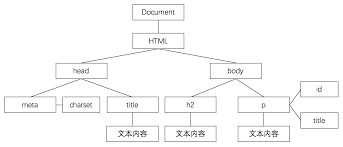 Document
HTML
head
body
id
meta
charset
title
h2
p
title
文本内容
文本内容
文本内容